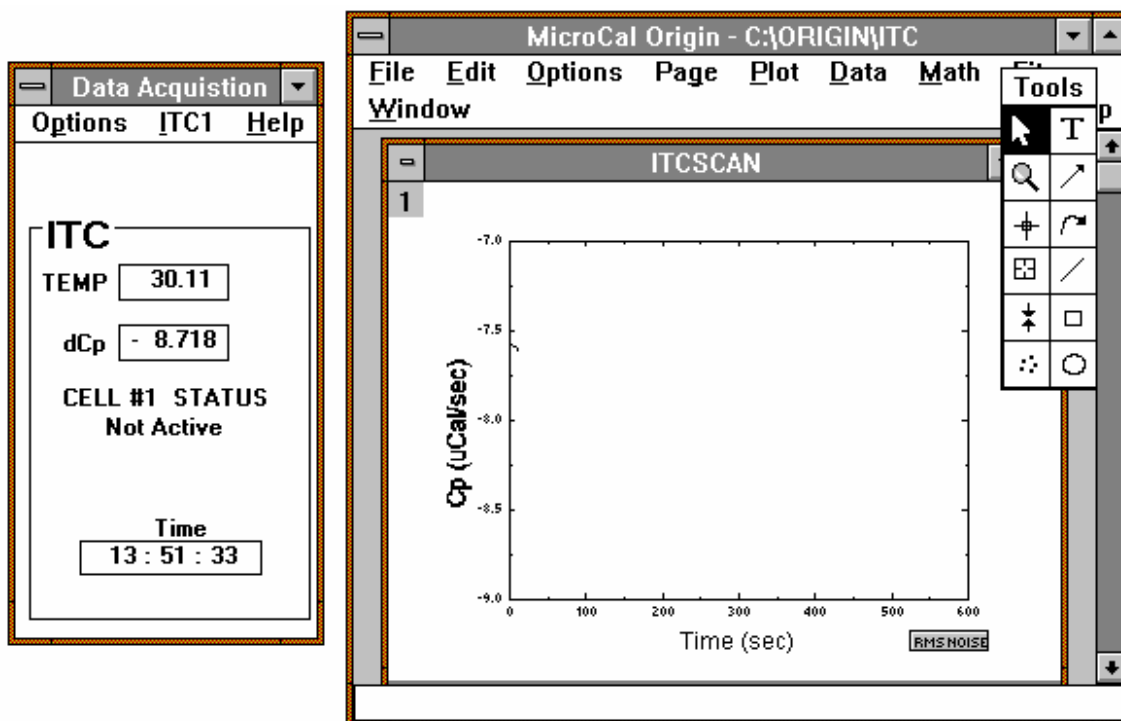 Data Acquistion
Options ITC1 Help
ITC
TEMP 30.11
dCp - 8.718
CELL #1 STATUS
Not Active
Time
13 : 51 : 33
MicroCal Origin - C:\ORIGIN\ITC
File Edit Options Page Plot Data Math
Window
Tools
T
ITCSCAN
1
-7.0
-7.5
-8.0
-8.5
-9.0
Cp (uCal/sec)
0 100 200 300 400 500 600
Time (sec)
RMS NOISE